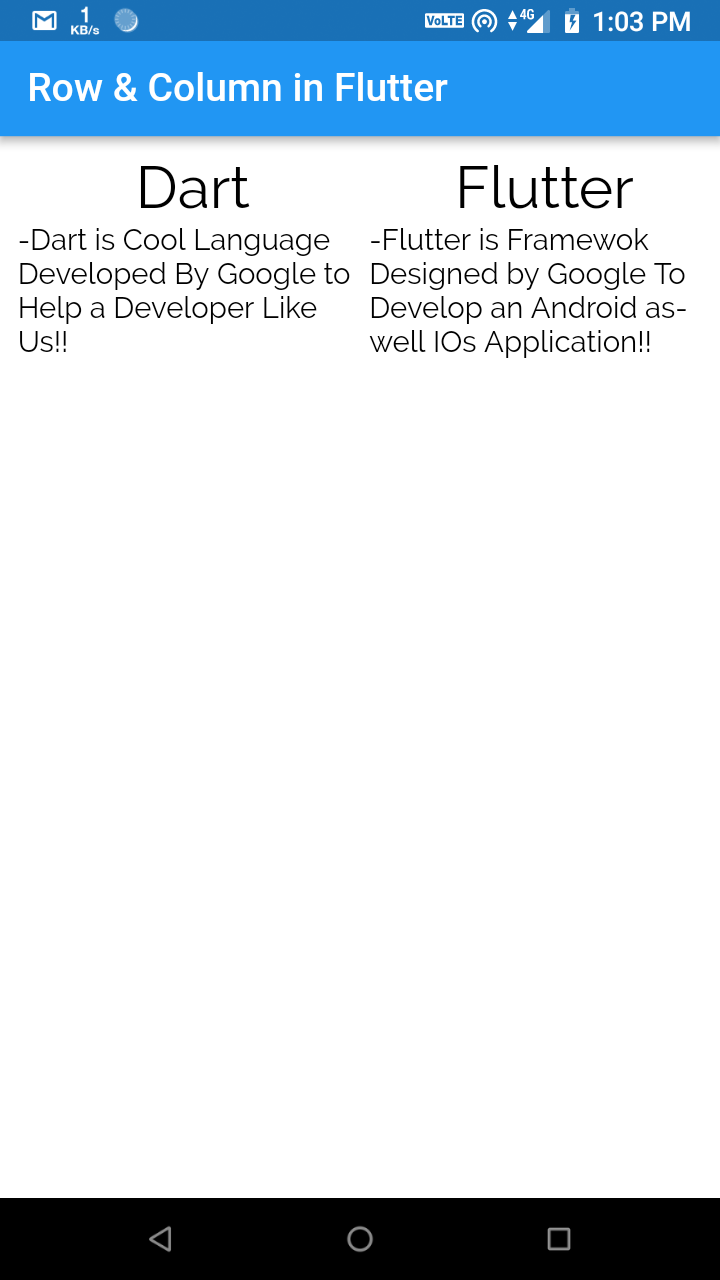 1
KB/s
VoLTE
4G
1:03 PM
Row & Column in Flutter
Dart
-Dart is Cool Language
Developed By Google to
Help a Developer Like
Us!!
Flutter
-Flutter is Framewok
Designed by Google To
Develop an Android as-
well IOs Application!!